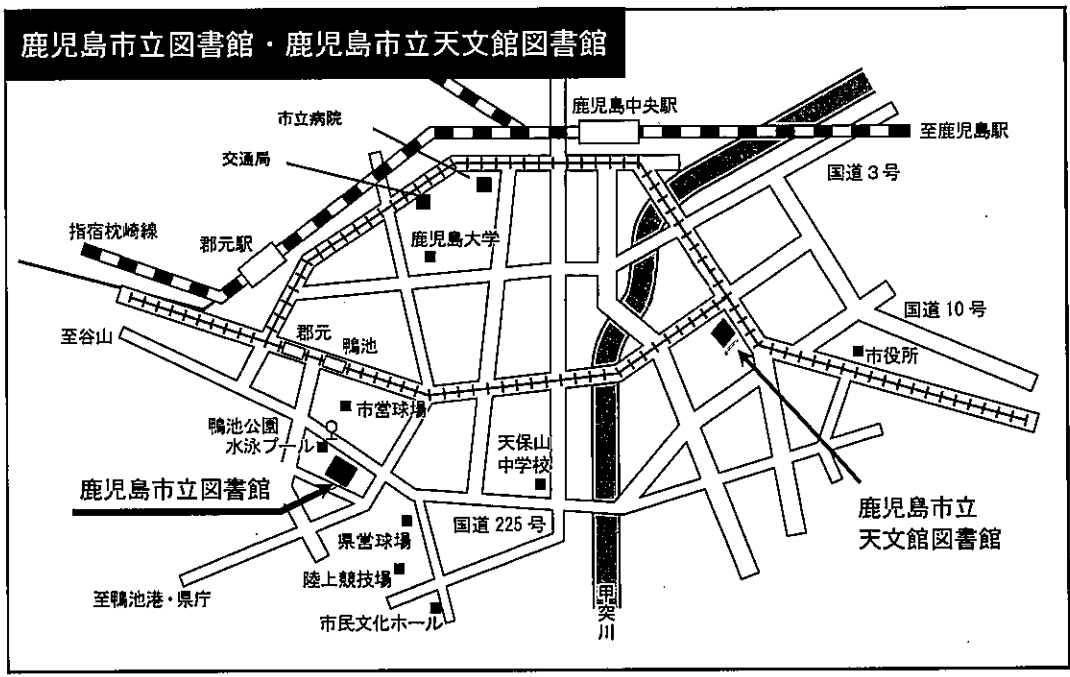 鹿児島市立図書館・鹿児島市立天文館図書館
鹿児島中央駅
市立病院
至鹿児島駅
交通局
国道3号
指宿枕崎線
郡元駅
鹿児島大学
国道10号
至谷山
郡元
鴨池
市役所
市営球場
鴨池公園
水泳プール
天保山
中学校
鹿児島市立図書館
鹿児島市立
天文館図書館
国道225号
県営球場
陸上競技場
至鴨池港・県庁
市民文化ホール
甲突川